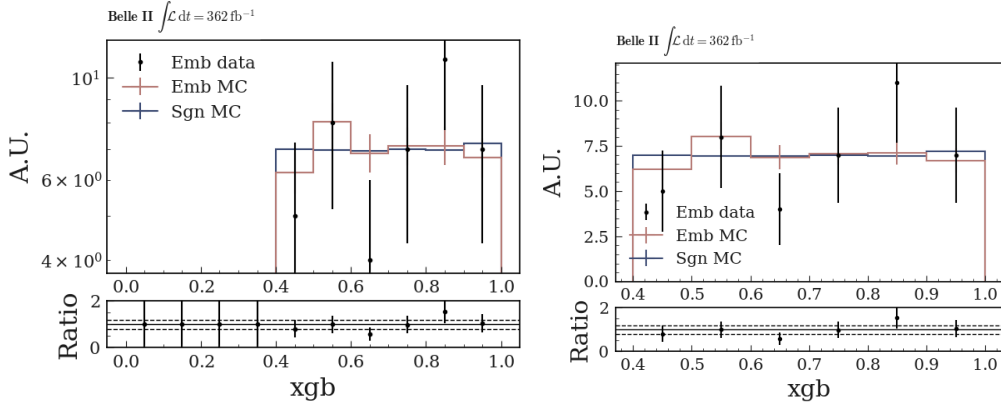 Belle II ∫ℒ dt = 362 fb⁻¹
10¹
6 × 10⁰
4 × 10⁰
A.U.
Emb data
Emb MC
Sgn MC
0.0 0.2 0.4 0.6 0.8 1.0
2
0
Ratio
0.0 0.2 0.4 0.6 0.8 1.0
xgb
Belle II ∫ℒ dt = 362 fb⁻¹
10.0
7.5
5.0
2.5
0.0
A.U.
Emb data
Emb MC
Sgn MC
0.4 0.5 0.6 0.7 0.8 0.9 1.0
2
0
Ratio
0.4 0.5 0.6 0.7 0.8 0.9 1.0
xgb